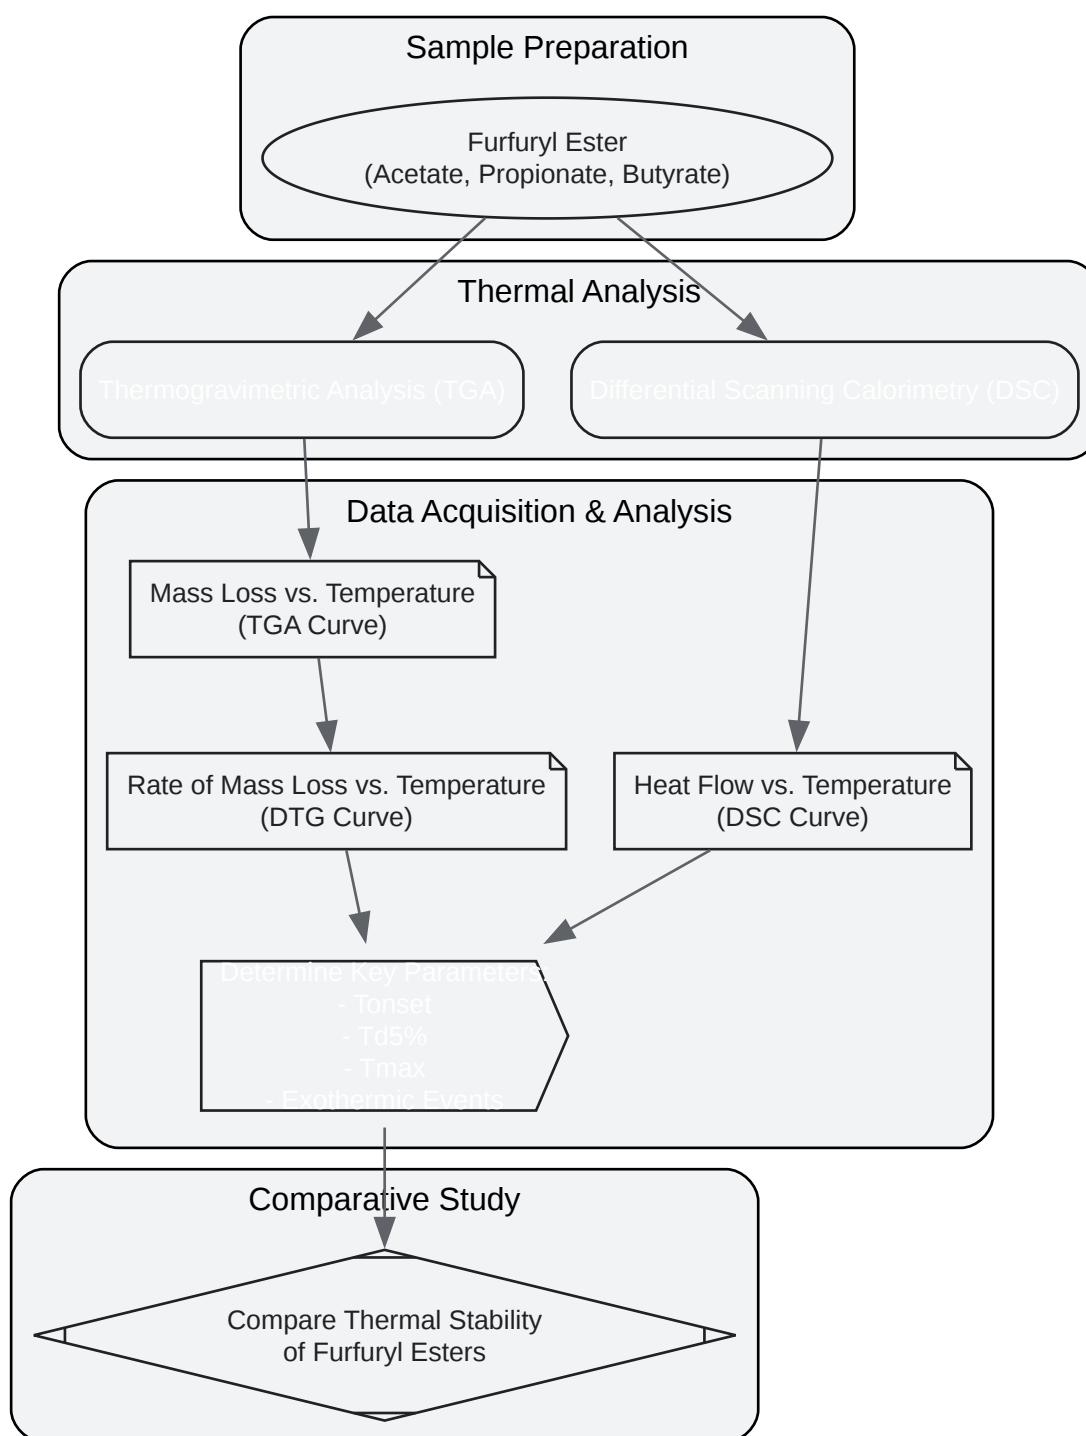 Sample Preparation
Furfuryl Ester
(Acetate, Propionate, Butyrate)
Thermal Analysis
Thermogravimetric Analysis (TGA)
Differential Scanning Calorimetry (DSC)
Data Acquisition & Analysis
Mass Loss vs. Temperature
(TGA Curve)
Rate of Mass Loss vs. Temperature
(DTG Curve)
Heat Flow vs. Temperature
(DSC Curve)
Determine Key Parameters:
- Tonset
- Td5%
- Tmax
- Exothermic Events
Comparative Study
Compare Thermal Stability
of Furfuryl Esters